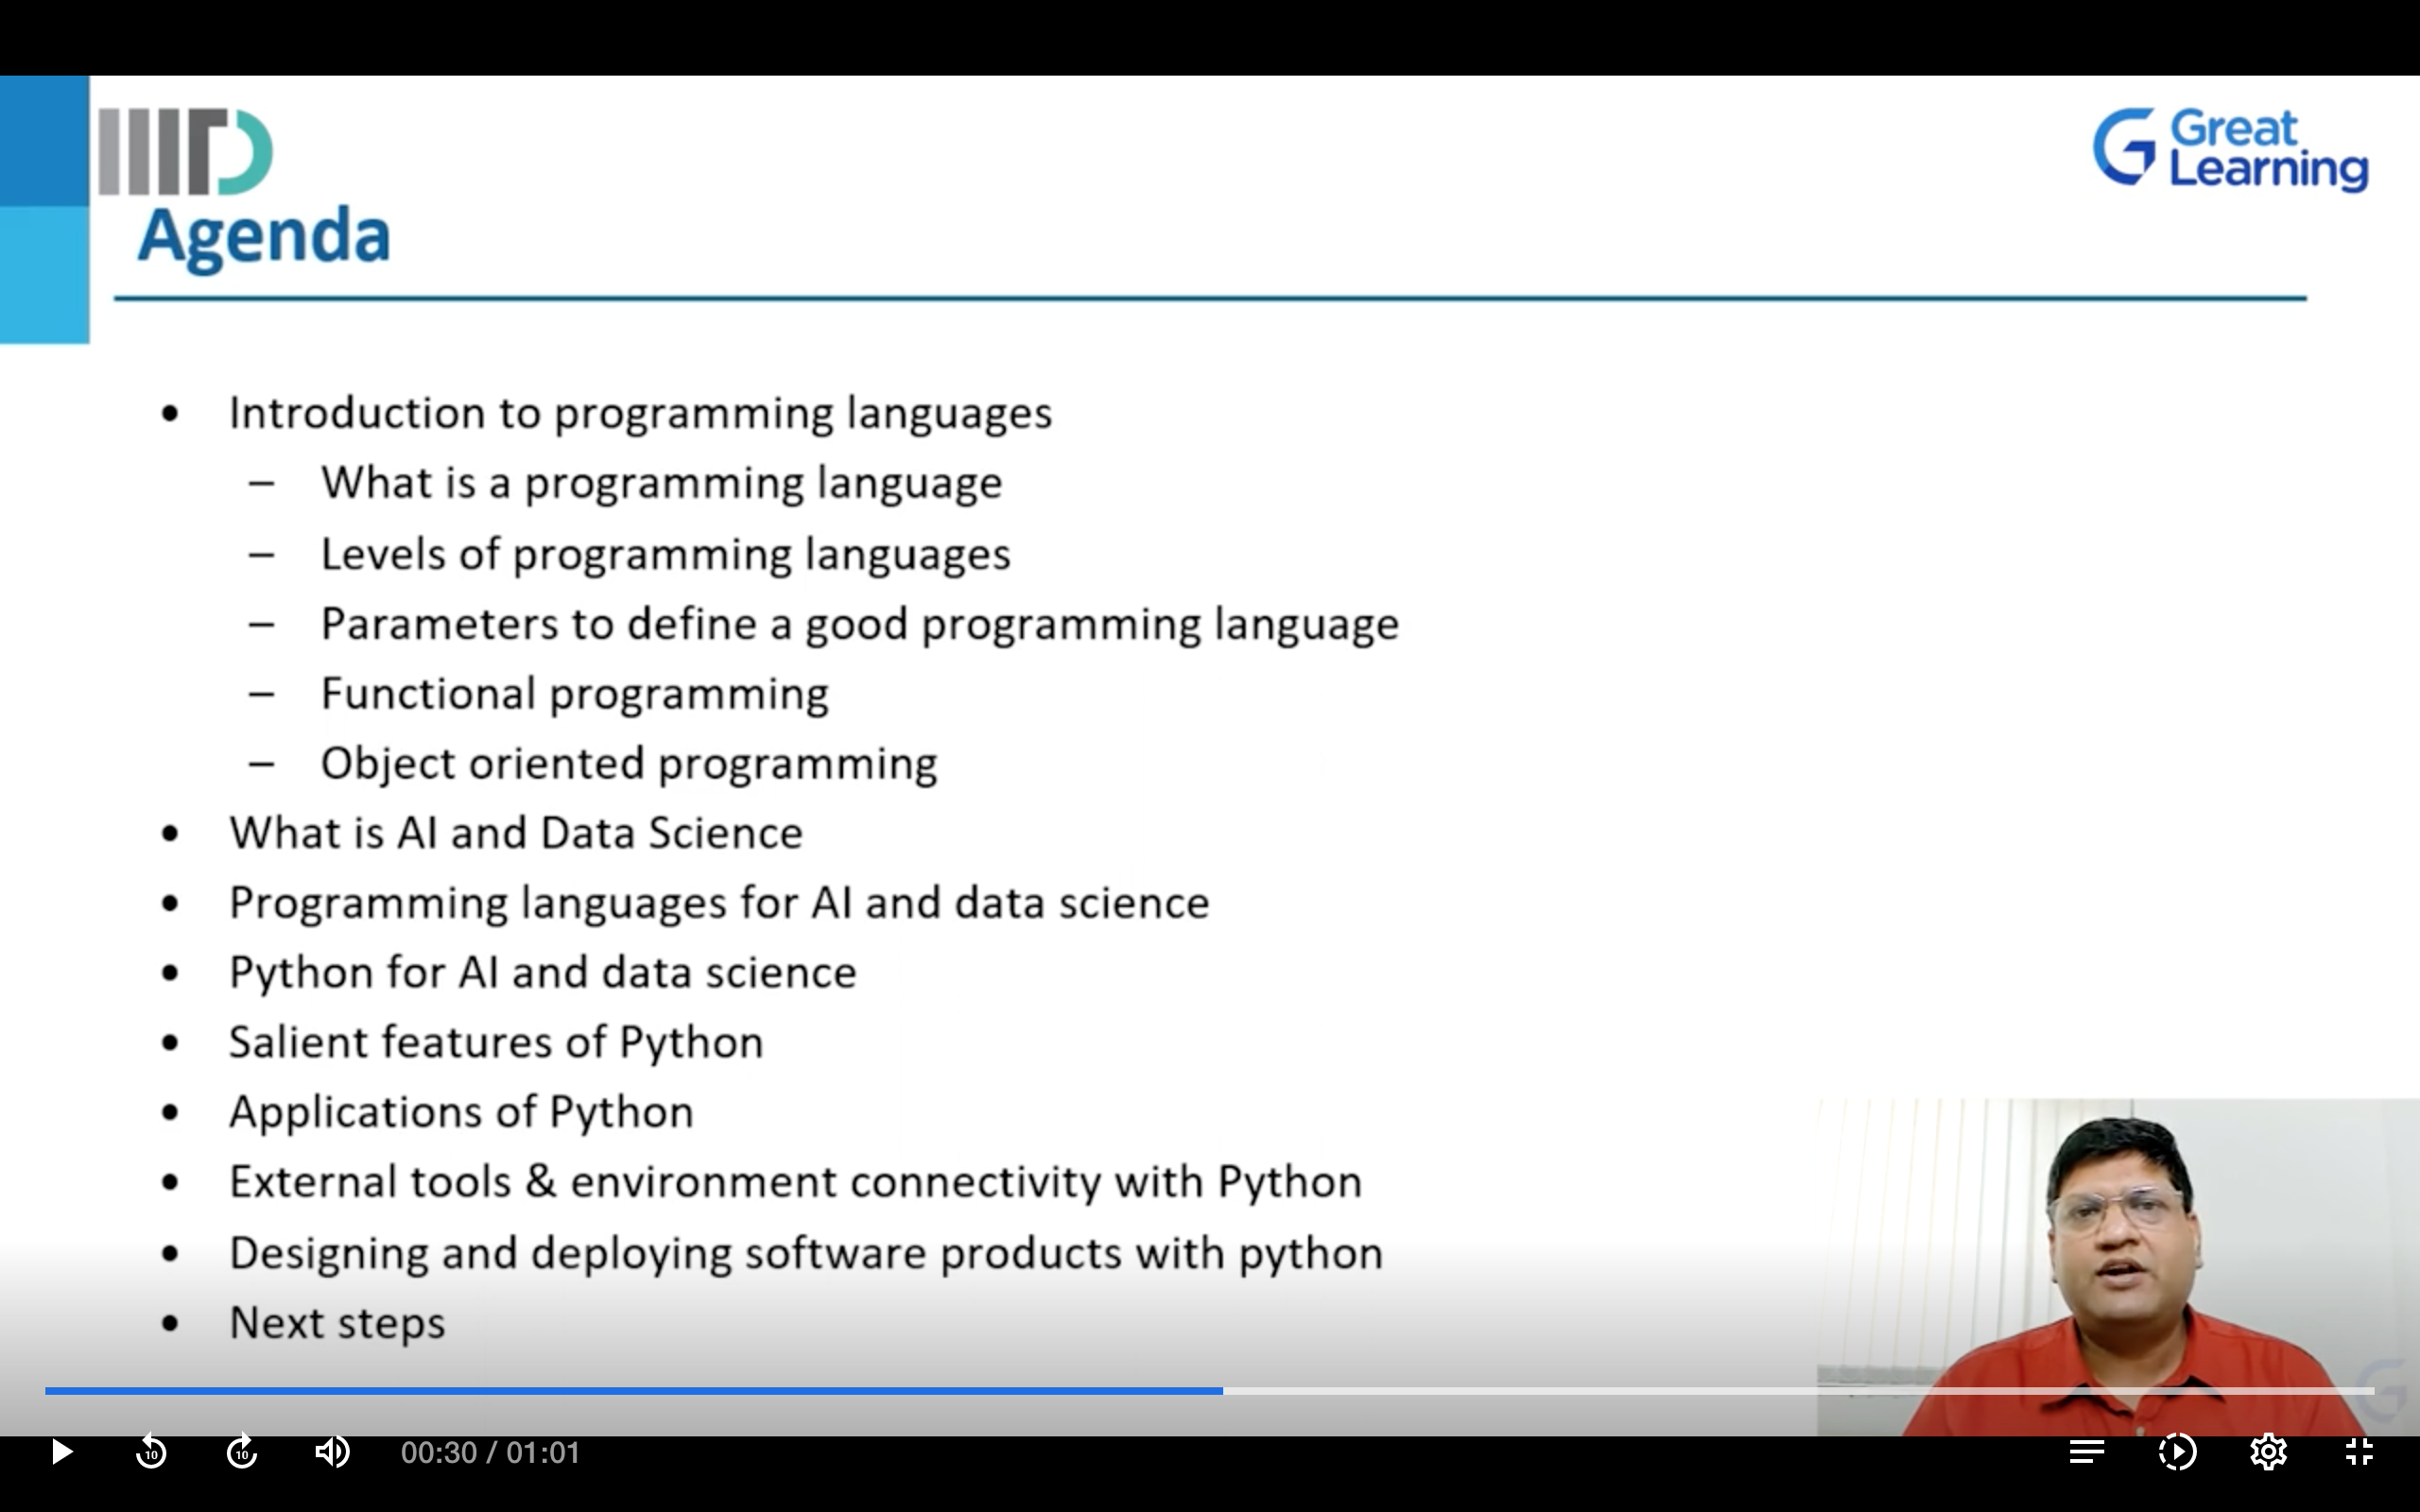 IIITD
Great
Learning
Agenda
• Introduction to programming languages
– What is a programming language
– Levels of programming languages
– Parameters to define a good programming language
– Functional programming
– Object oriented programming
• What is AI and Data Science
• Programming languages for AI and data science
• Python for AI and data science
• Salient features of Python
• Applications of Python
• External tools & environment connectivity with Python
• Designing and deploying software products with python
• Next steps
10
10
00:30 / 01:01